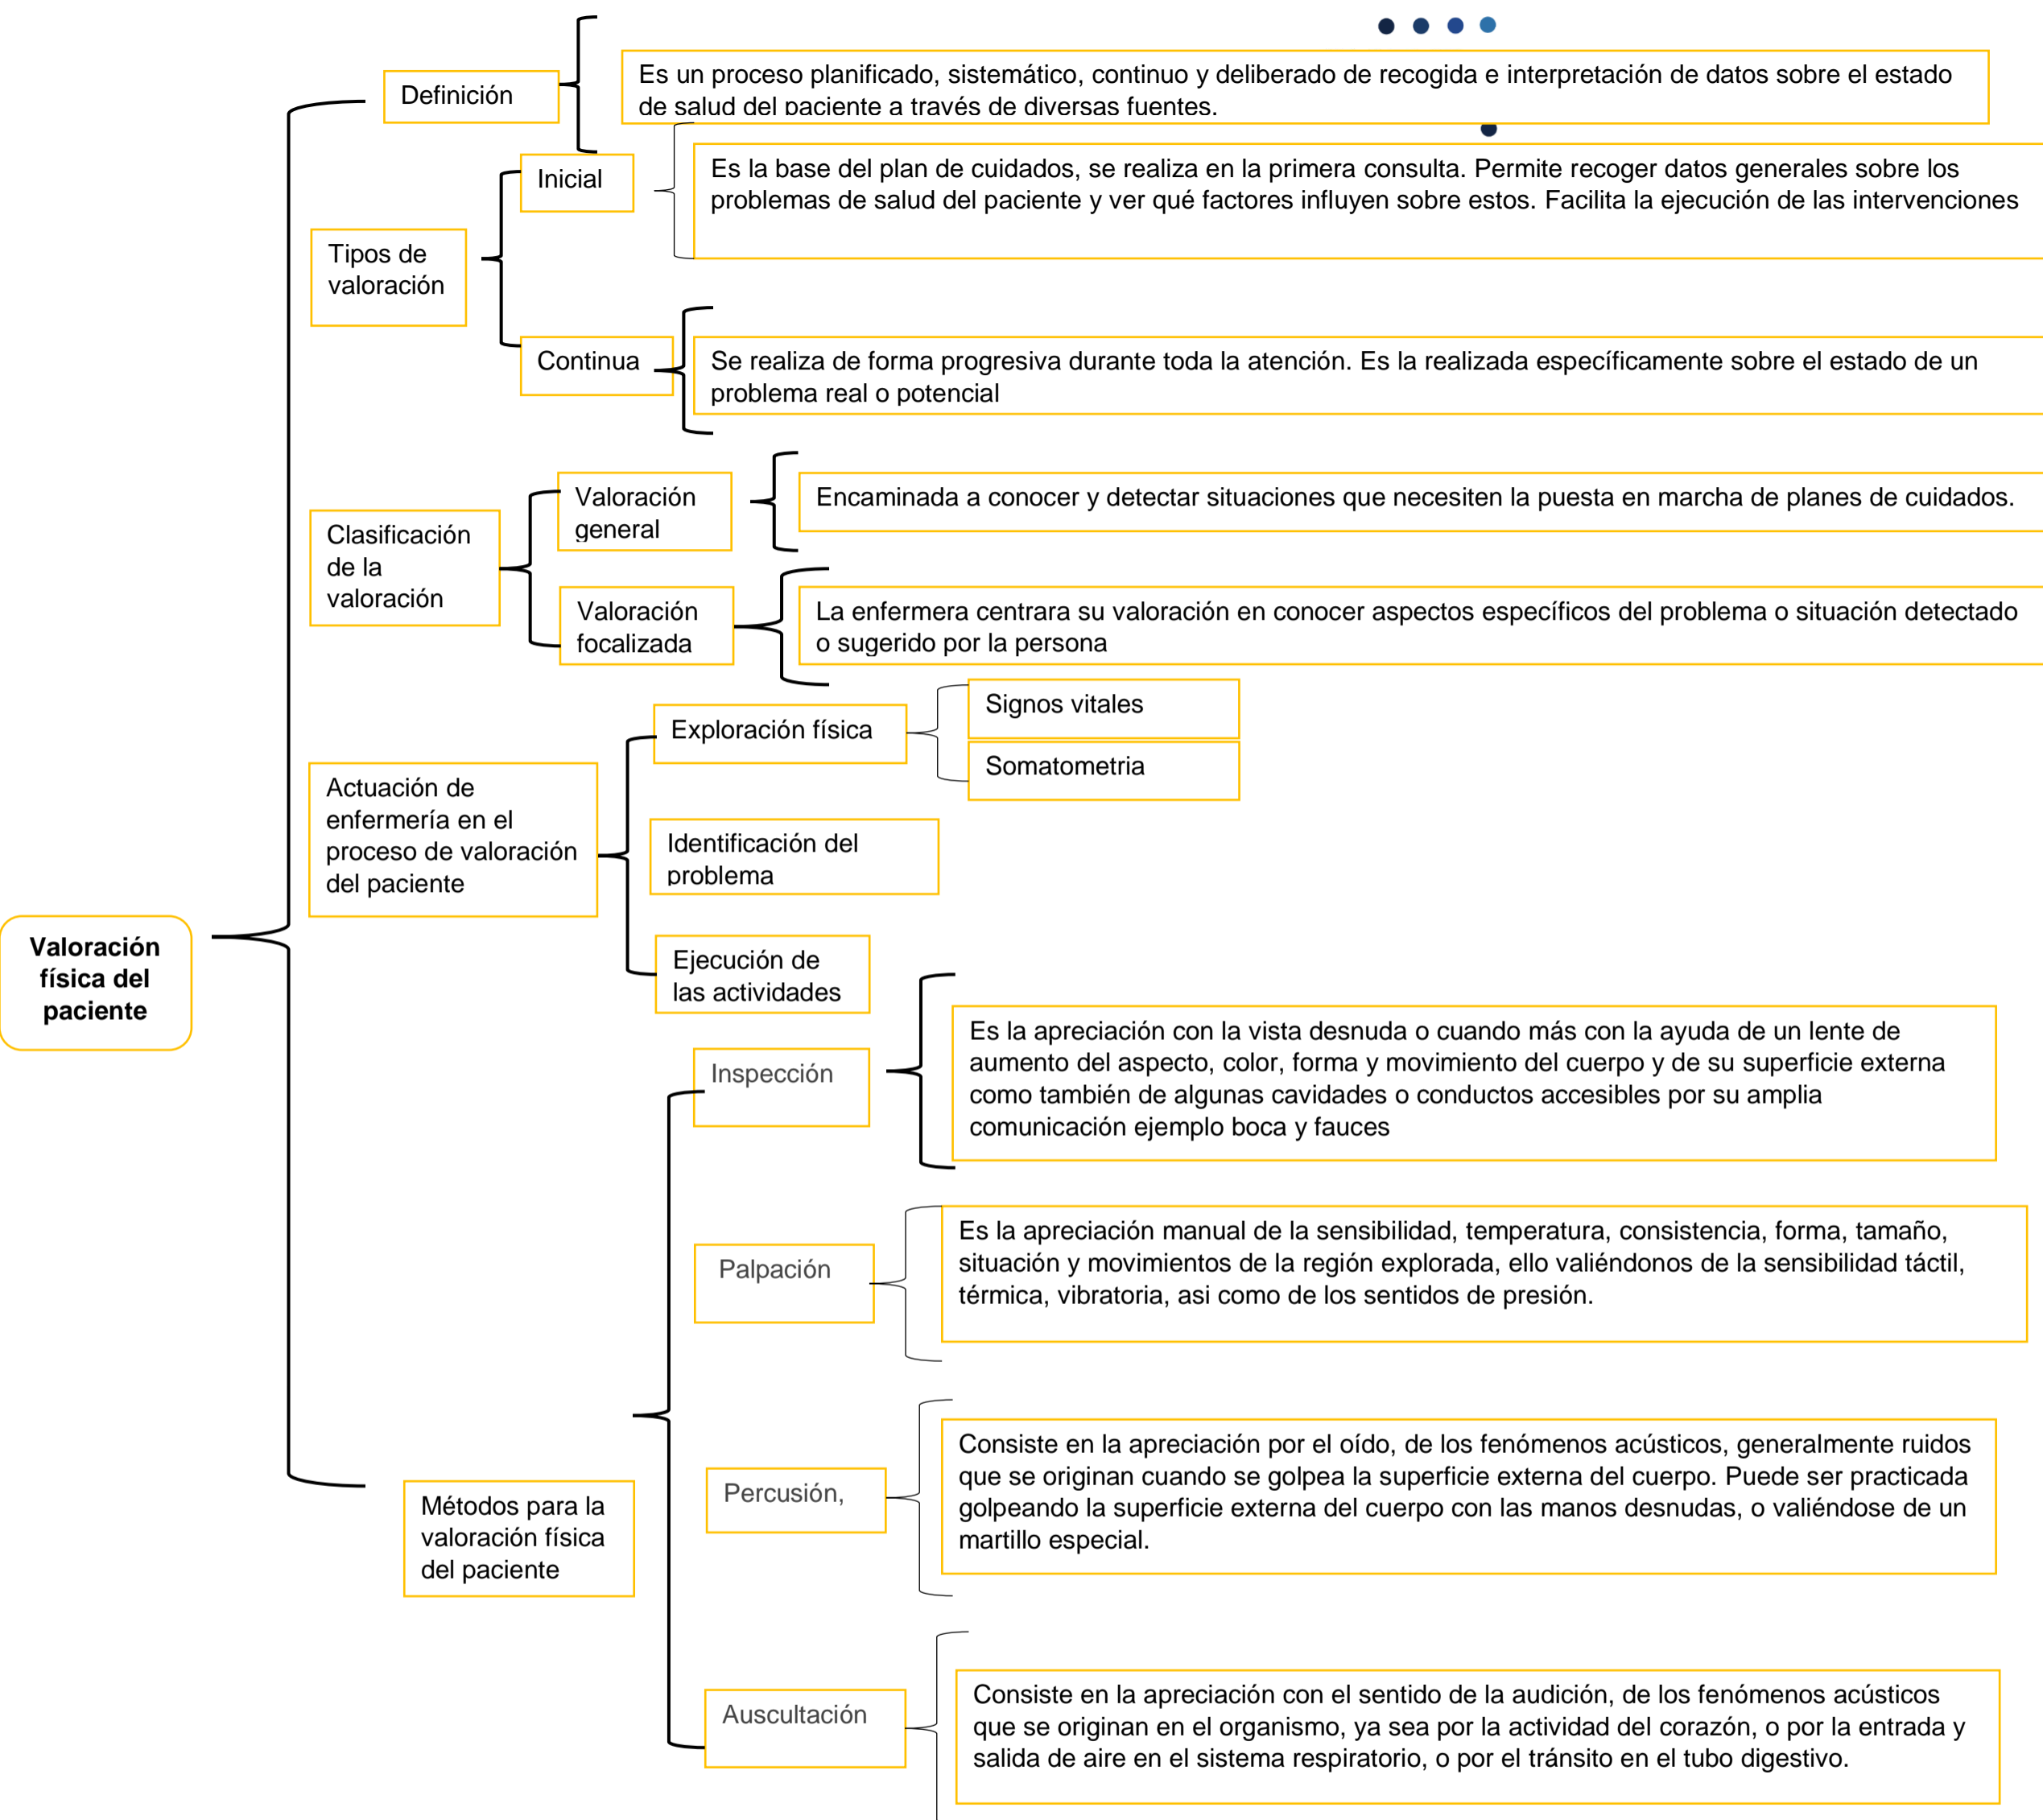 Definición
Es un proceso planificado, sistemático, continuo y deliberado de recogida e interpretación de datos sobre el estado
de salud del paciente a través de diversas fuentes.
Tipos de
valoración
Inicial
Es la base del plan de cuidados, se realiza en la primera consulta. Permite recoger datos generales sobre los
problemas de salud del paciente y ver qué factores influyen sobre estos. Facilita la ejecución de las intervenciones
Continua
Se realiza de forma progresiva durante toda la atención. Es la realizada específicamente sobre el estado de un
problema real o potencial
Clasificación
de la
valoración
Valoración
general
Encaminada a conocer y detectar situaciones que necesiten la puesta en marcha de planes de cuidados.
Valoración
focalizada
La enfermera centrara su valoración en conocer aspectos específicos del problema o situación detectado
o sugerido por la persona
Actuación de
enfermería en el
proceso de valoración
del paciente
Exploración física
Signos vitales
Somatometria
Identificación del
problema
Ejecución de
las actividades
Valoración
física del
paciente
Métodos para la
valoración física
del paciente
Inspección
Es la apreciación con la vista desnuda o cuando más con la ayuda de un lente de
aumento del aspecto, color, forma y movimiento del cuerpo y de su superficie externa
como también de algunas cavidades o conductos accesibles por su amplia
comunicación ejemplo boca y fauces
Palpación
Es la apreciación manual de la sensibilidad, temperatura, consistencia, forma, tamaño,
situación y movimientos de la región explorada, ello valiéndonos de la sensibilidad táctil,
térmica, vibratoria, asi como de los sentidos de presión.
Percusión,
Consiste en la apreciación por el oído, de los fenómenos acústicos, generalmente ruidos
que se originan cuando se golpea la superficie externa del cuerpo. Puede ser practicada
golpeando la superficie externa del cuerpo con las manos desnudas, o valiéndose de un
martillo especial.
Auscultación
Consiste en la apreciación con el sentido de la audición, de los fenómenos acústicos
que se originan en el organismo, ya sea por la actividad del corazón, o por la entrada y
salida de aire en el sistema respiratorio, o por el tránsito en el tubo digestivo.